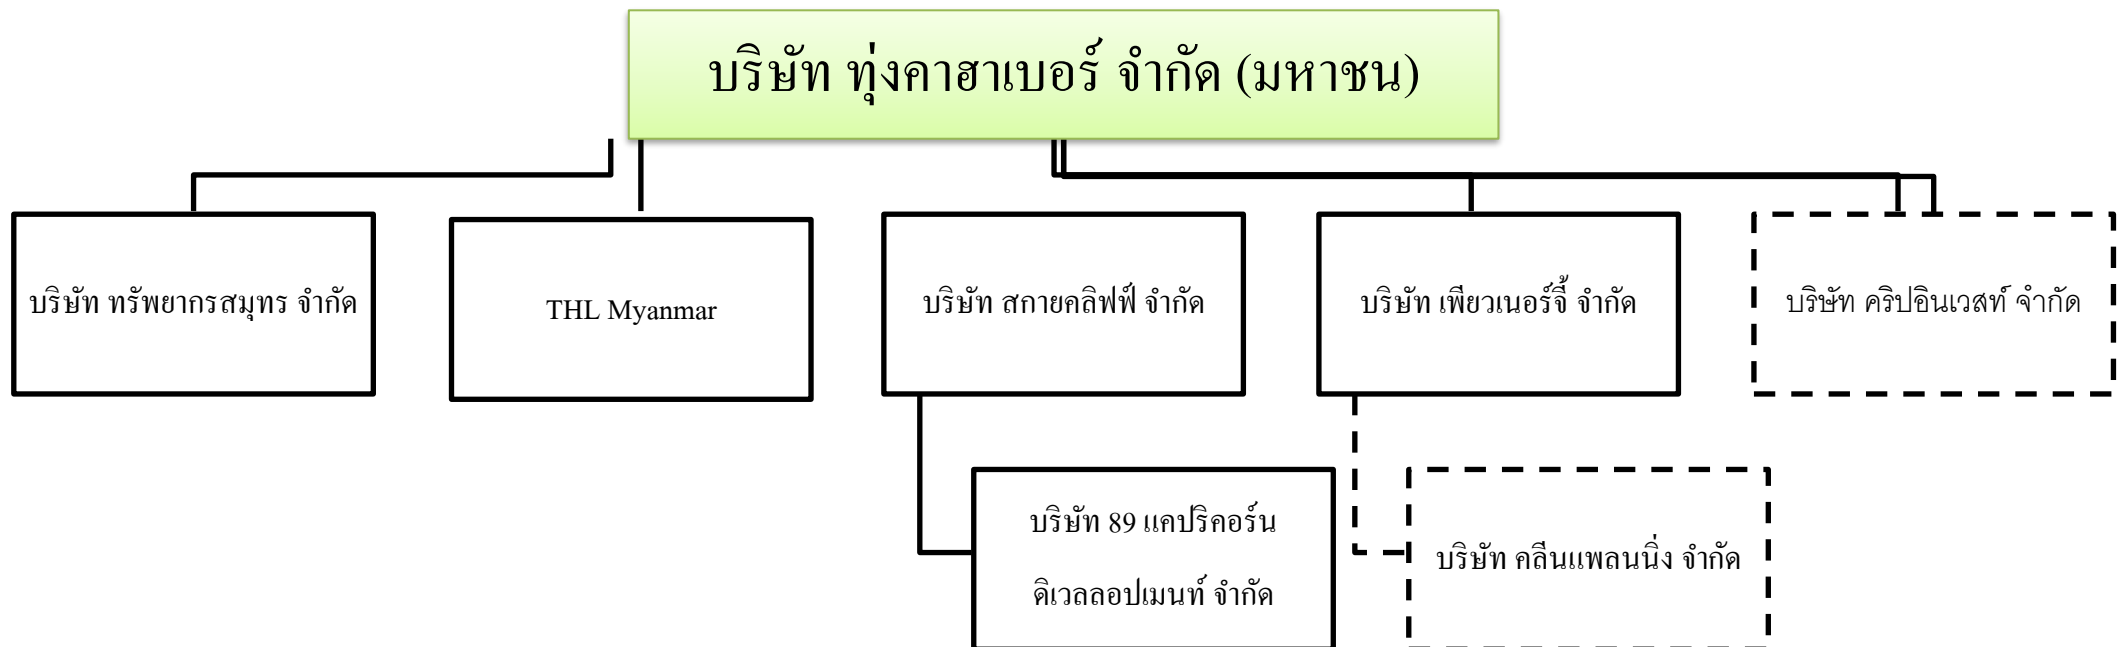 บริษัท ทุ่งคาฮาเบอร์ จำกัด (มหาชน)
บริษัท ทรัพยากรสมุทร จำกัด
THL Myanmar
บริษัท สกายคลิฟฟ์ จำกัด
บริษัท เพียวเนอร์จี้ จำกัด
บริษัท คริปอินเวสท์ จำกัด
บริษัท 89 แคปริคอร์น
ดิเวลลอปเมนท์ จำกัด
บริษัท คลีนแพลนนิ่ง จำกัด